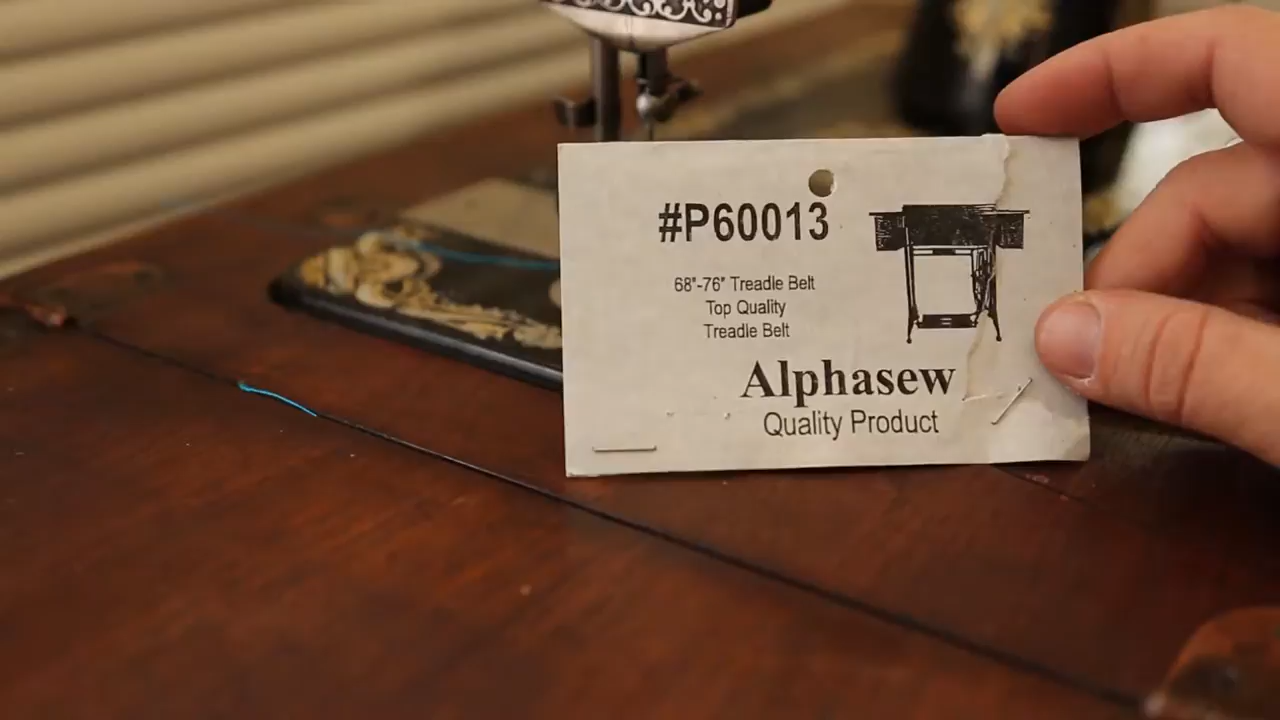 #P60013
68"-76" Treadle Belt
Top Quality
Treadle Belt
Alphasew
Quality Product